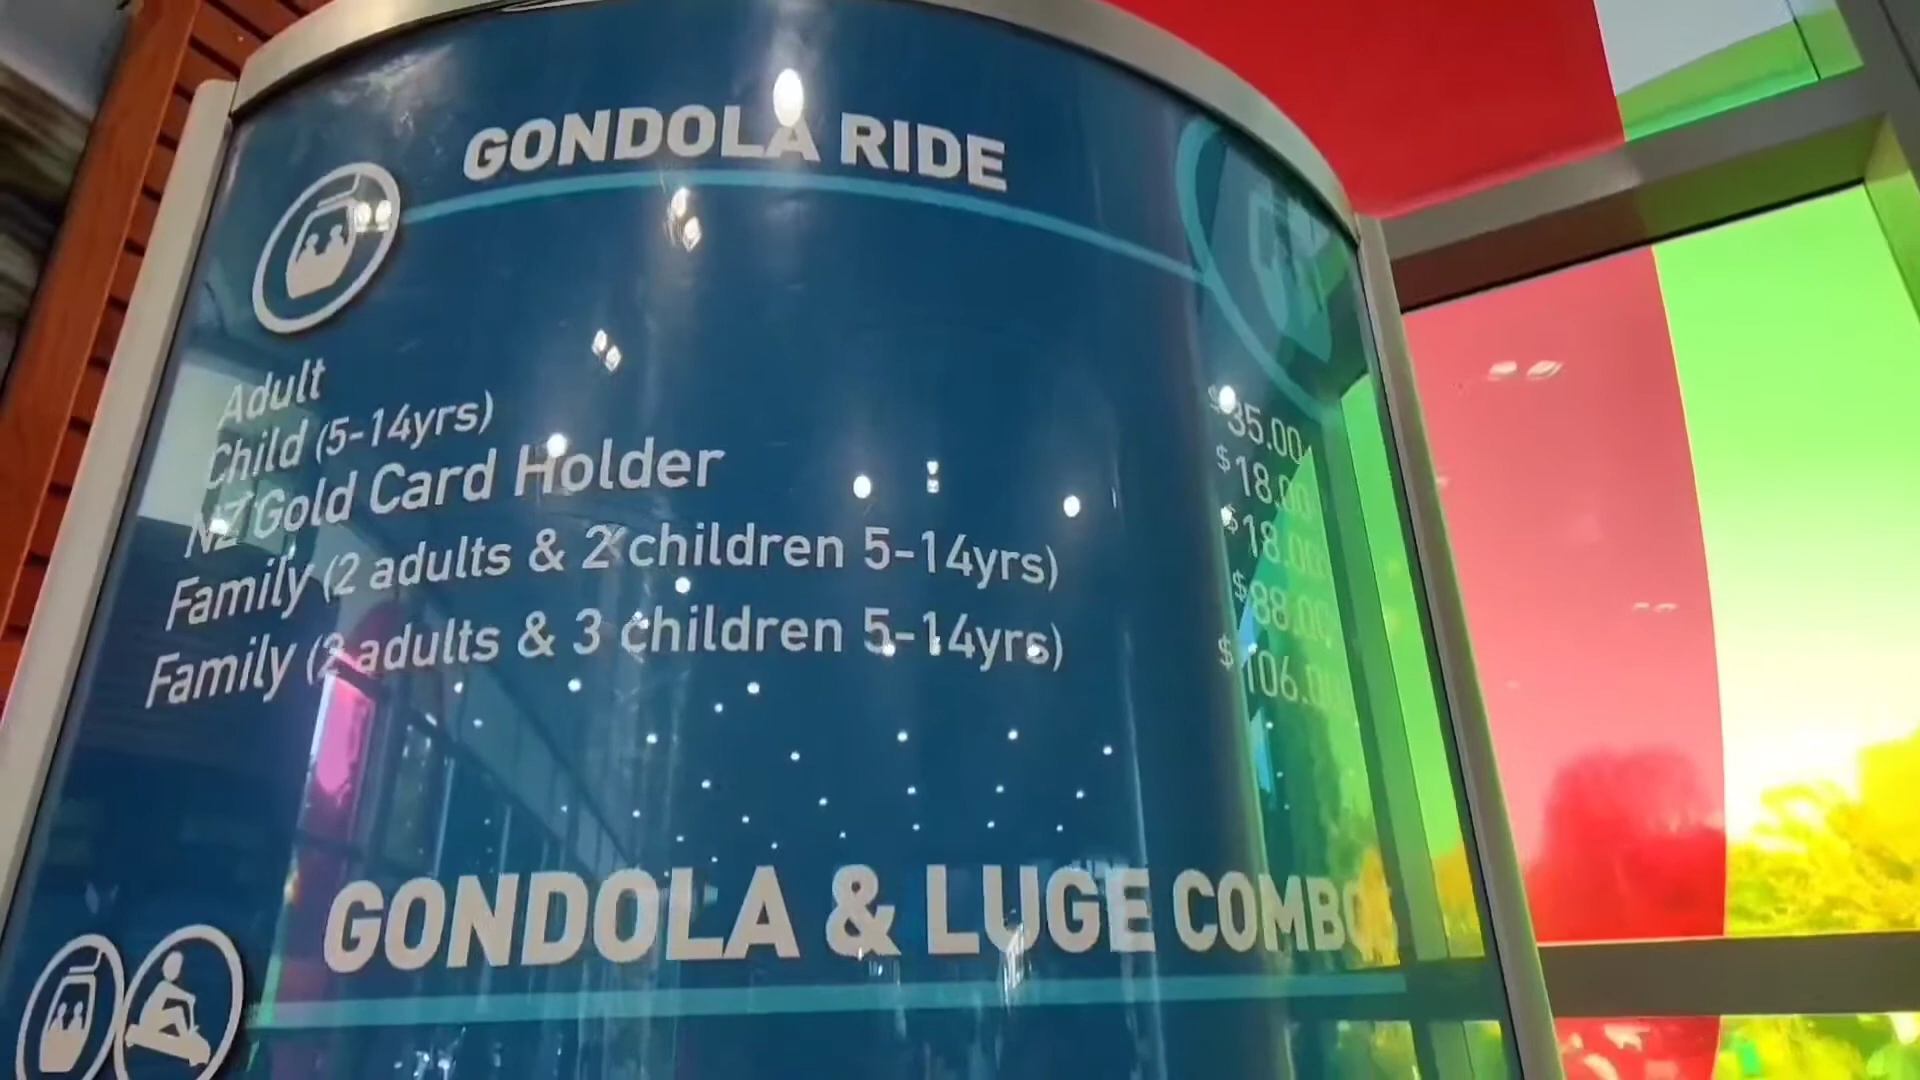 GONDOLA RIDE
Adult $35.00
Child (5-14yrs) $18.00
NZ Gold Card Holder $18.00
Family (2 adults & 2 children 5-14yrs) $88.00
Family (2 adults & 3 children 5-14yrs) $106.00
GONDOLA & LUGE COMBO